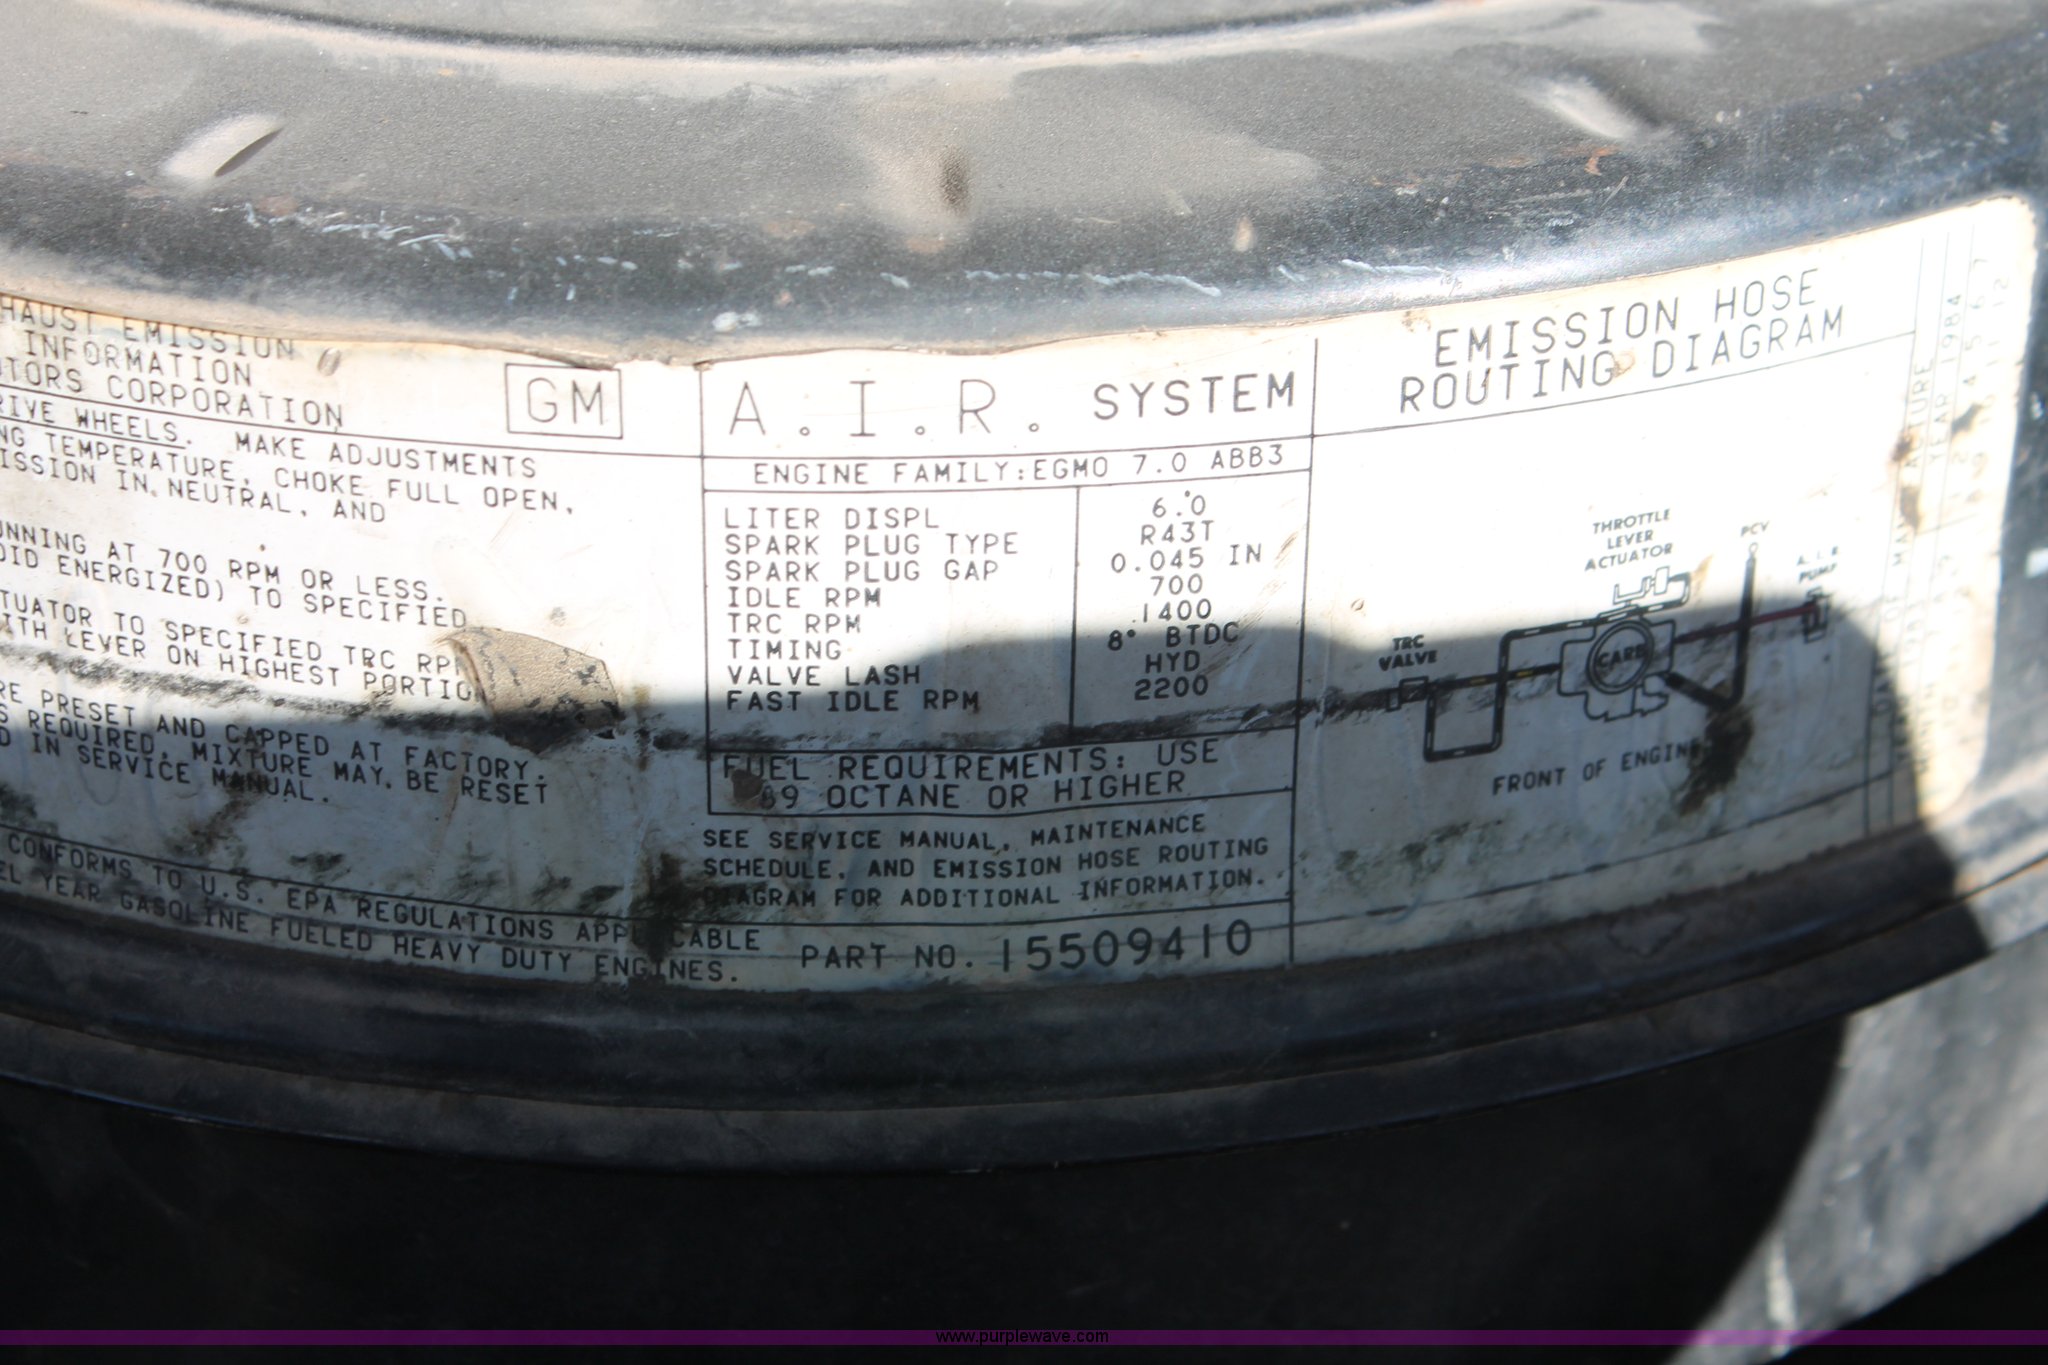 HAUST EMISSION
INFORMATION
TORS CORPORATION
GM
RIVE WHEELS. MAKE ADJUSTMENTS
NG TEMPERATURE, CHOKE FULL OPEN,
ISSION IN NEUTRAL, AND
UNNING AT 700 RPM OR LESS.
OID ENERGIZED) TO SPECIFIED
TUATOR TO SPECIFIED TRC RPM
ITH LEVER ON HIGHEST PORTION
RE PRESET AND CAPPED AT FACTORY.
S REQUIRED, MIXTURE MAY BE RESET
D IN SERVICE MANUAL.
CONFORMS TO U.S. EPA REGULATIONS APPLICABLE
EL YEAR GASOLINE FUELED HEAVY DUTY ENGINES.
A.I.R. SYSTEM
ENGINE FAMILY:EGMO 7.0 ABB3
LITER DISPL 6.0
SPARK PLUG TYPE R43T
SPARK PLUG GAP 0.045 IN
IDLE RPM 700
TRC RPM 1400
TIMING 8° BTDC
VALVE LASH HYD
FAST IDLE RPM 2200
FUEL REQUIREMENTS: USE
89 OCTANE OR HIGHER
SEE SERVICE MANUAL, MAINTENANCE
SCHEDULE, AND EMISSION HOSE ROUTING
DIAGRAM FOR ADDITIONAL INFORMATION.
PART NO. 15509410
EMISSION HOSE
ROUTING DIAGRAM
THROTTLE
LEVER
ACTUATOR
PCV
A.I.R
PUMP
TRC
VALVE
CARB
FRONT OF ENGINE
YEAR 1984
www.purplewave.com